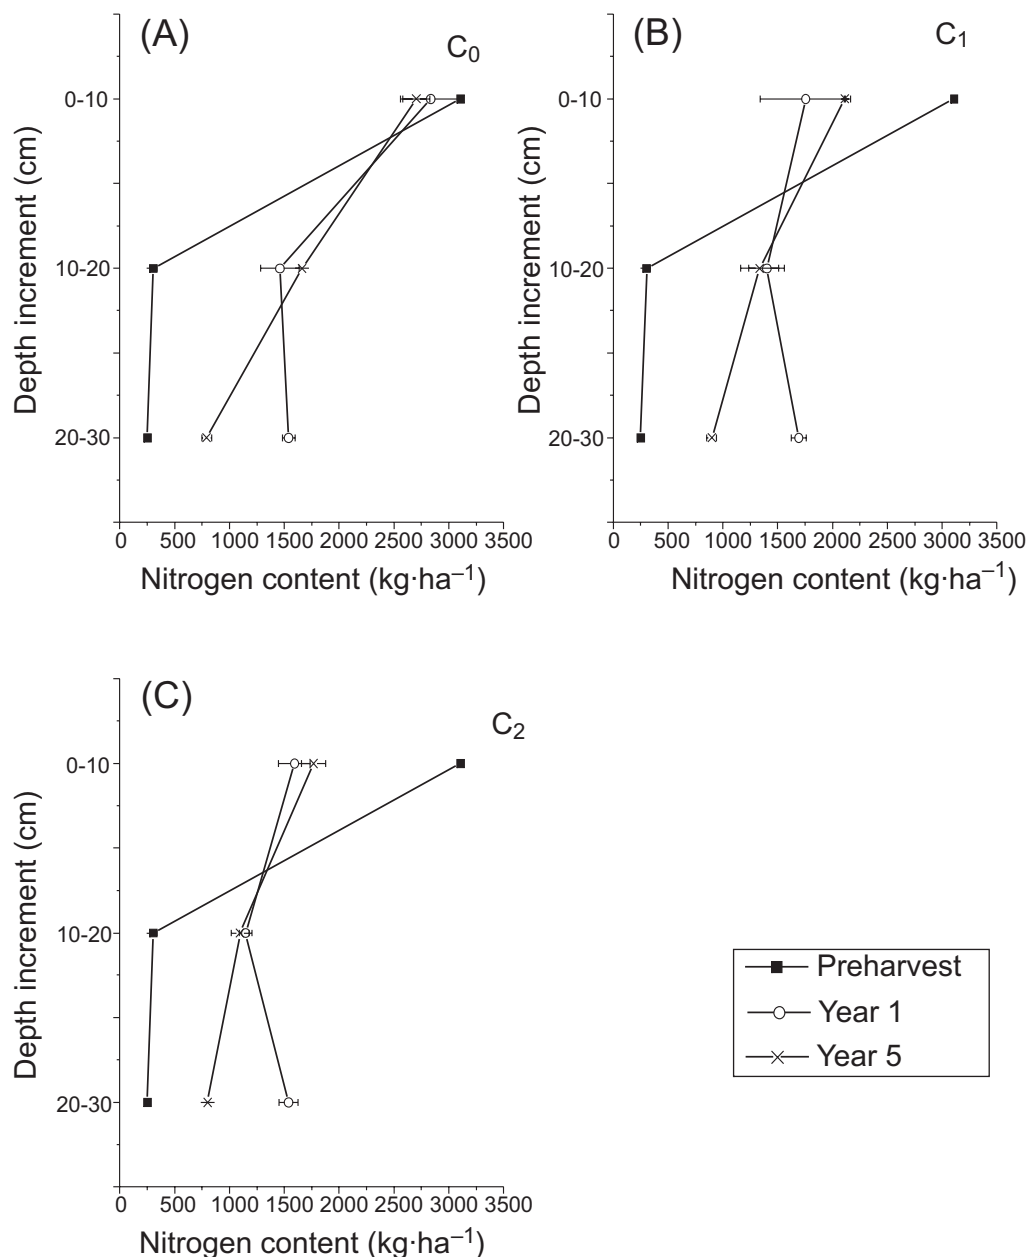 (A)
C0
Depth increment (cm)
0-10
10-20
20-30
0 500 1000 1500 2000 2500 3000 3500
Nitrogen content (kg·ha–1)
(B)
C1
Depth increment (cm)
0-10
10-20
20-30
0 500 1000 1500 2000 2500 3000 3500
Nitrogen content (kg·ha–1)
(C)
C2
Depth increment (cm)
0-10
10-20
20-30
0 500 1000 1500 2000 2500 3000 3500
Nitrogen content (kg·ha–1)
Preharvest
Year 1
Year 5